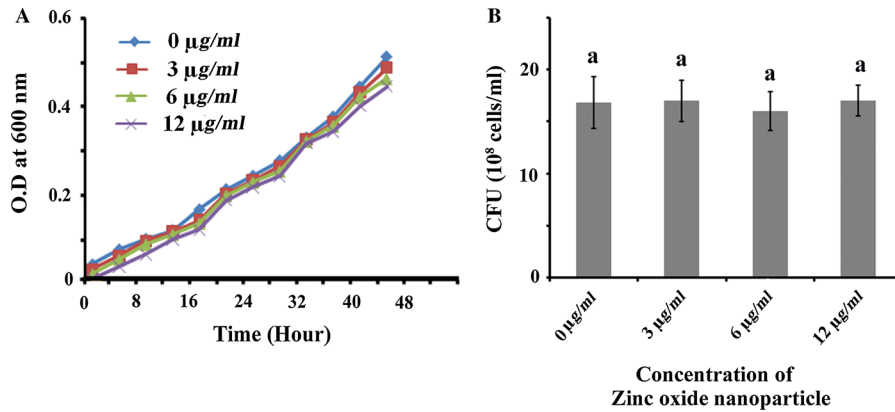 A
O.D at 600 nm
0.6
0.4
0.2
0
0 µg/ml
3 µg/ml
6 µg/ml
12 µg/ml
0 8 16 24 32 40 48
Time (Hour)
B
CFU (10⁸ cells/ml)
20
10
0
a a a a
0 µg/ml 3 µg/ml 6 µg/ml 12 µg/ml
Concentration of
Zinc oxide nanoparticle